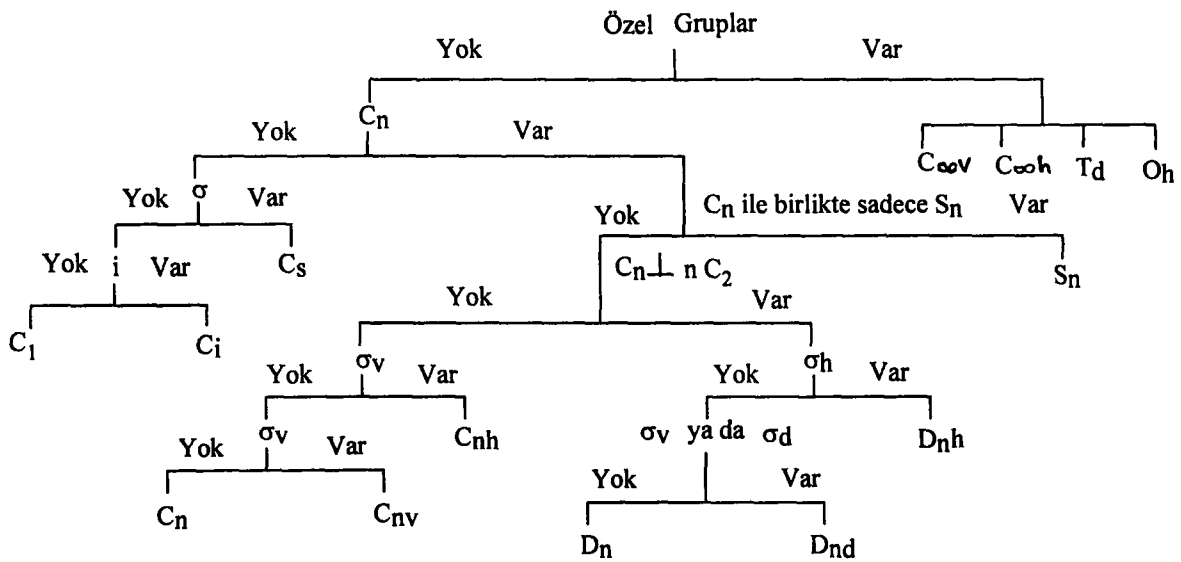 Özel Gruplar
Yok Var
Cn
Yok Var
C∞v C∞h Td Oh
σ
Yok Var
Cn ile birlikte sadece Sn
Yok Var
Yok i Var
Cs
Cn⊥ n C2
Sn
Yok Var
C1 Ci
σv σh
Yok Var Yok Var
σv Cnh σv ya da σd Dnh
Yok Var Yok Var
Cn Cnv Dn Dnd